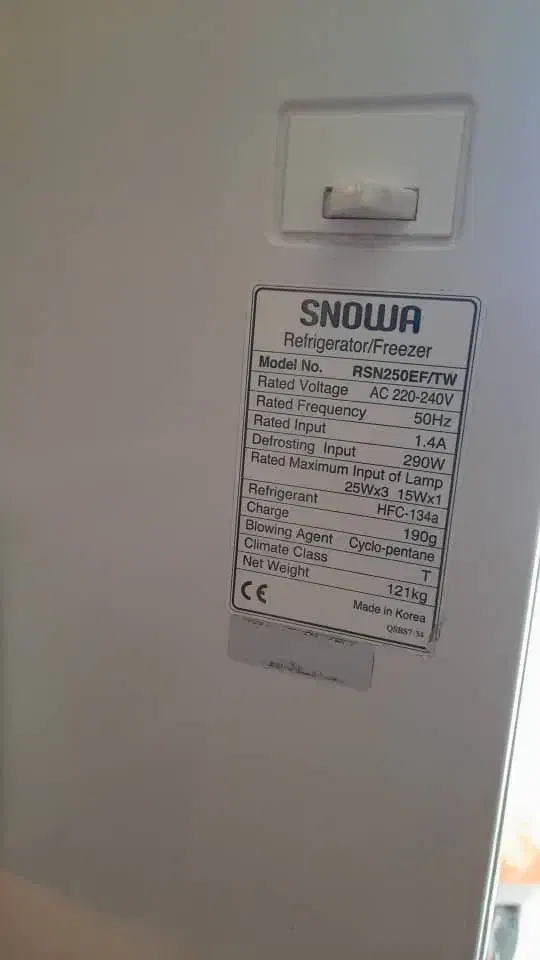 SNOWA
Refrigerator/Freezer
Model No. RSN250EF/TW
Rated Voltage AC 220-240V
Rated Frequency 50Hz
Rated Input 1.4A
Defrosting Input 290W
Rated Maximum Input of Lamp
25Wx3 15Wx1
Refrigerant HFC-134a
Charge 190g
Blowing Agent Cyclo-pentane
Climate Class T
Net Weight 121kg
CE Made in Korea